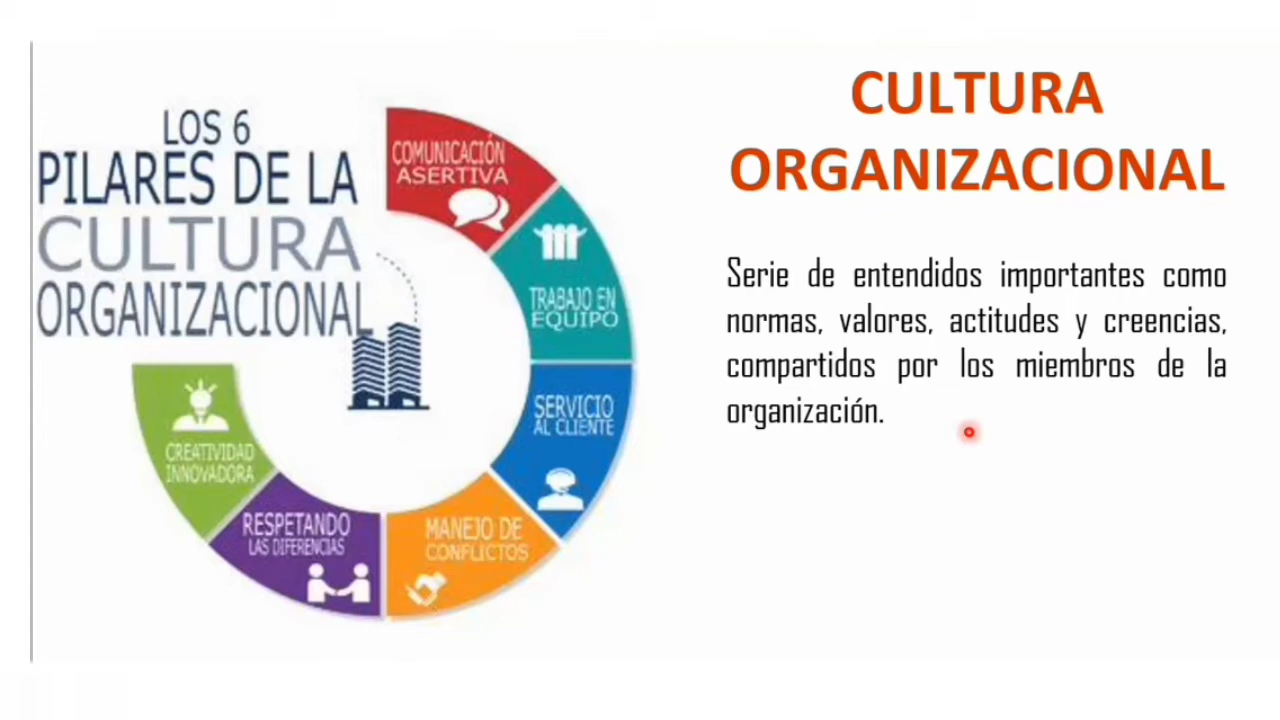 LOS 6
PILARES DE LA
CULTURA
ORGANIZACIONAL
COMUNICACIÓN
ASERTIVA
TRABAJO EN
EQUIPO
SERVICIO
AL CLIENTE
MANEJO DE
CONFLICTOS
RESPETANDO
LAS DIFERENCIAS
CREATIVIDAD
INNOVADORA
CULTURA
ORGANIZACIONAL
Serie de entendidos importantes como
normas, valores, actitudes y creencias,
compartidos por los miembros de la
organización.